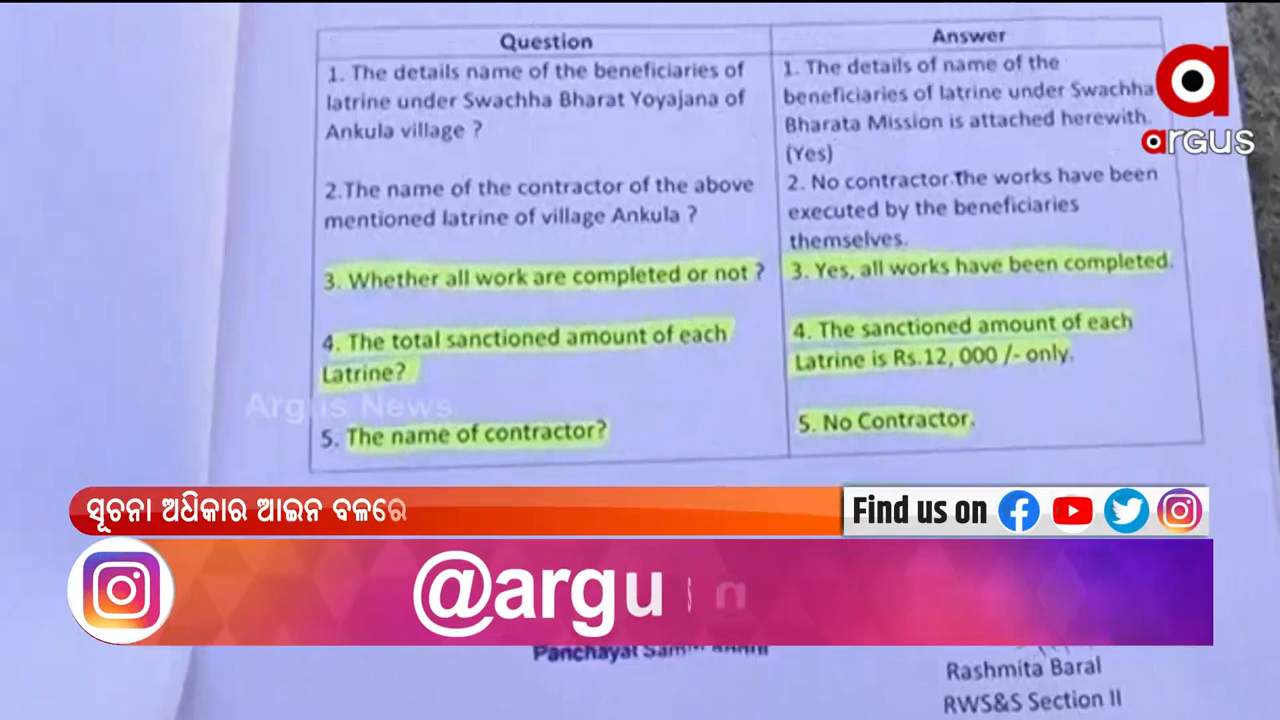 Question
Answer
1. The details name of the beneficiaries of
latrine under Swachha Bharat Yoyajana of
Ankula village ?
1. The details of name of the
beneficiaries of latrine under Swachha
Bharata Mission is attached herewith.
(Yes)
2.The name of the contractor of the above
mentioned latrine of village Ankula ?
2. No contractor.the works have been
executed by the beneficiaries
themselves.
3. Whether all work are completed or not ?
3. Yes, all works have been completed.
4. The total sanctioned amount of each
Latrine?
4. The sanctioned amount of each
Latrine is Rs.12, 000 /- only.
5. The name of contractor?
5. No Contractor.
argus
Argus News
ସୂଚନା ଅଧିକାର ଆଇନ ବଳରେ
Find us on
@argu
Panchayat
Rashmita Baral
RWS&S Section II